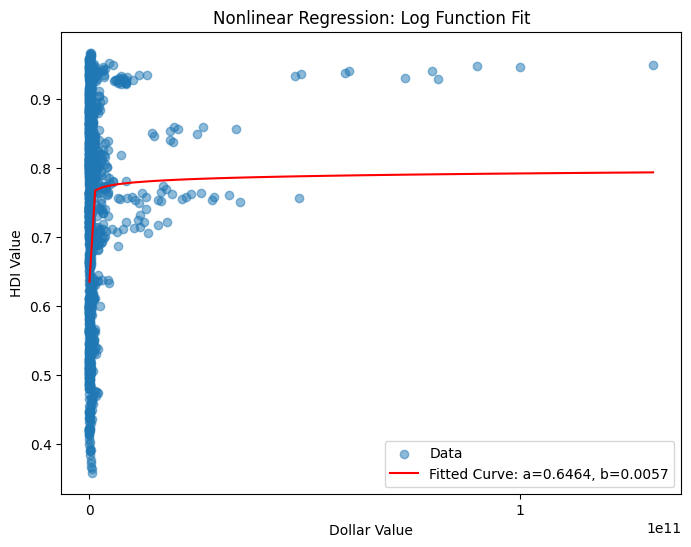 Nonlinear Regression: Log Function Fit
HDI Value
0.9
0.8
0.7
0.6
0.5
0.4
Data
Fitted Curve: a=0.6464, b=0.0057
0 1
1e11
Dollar Value